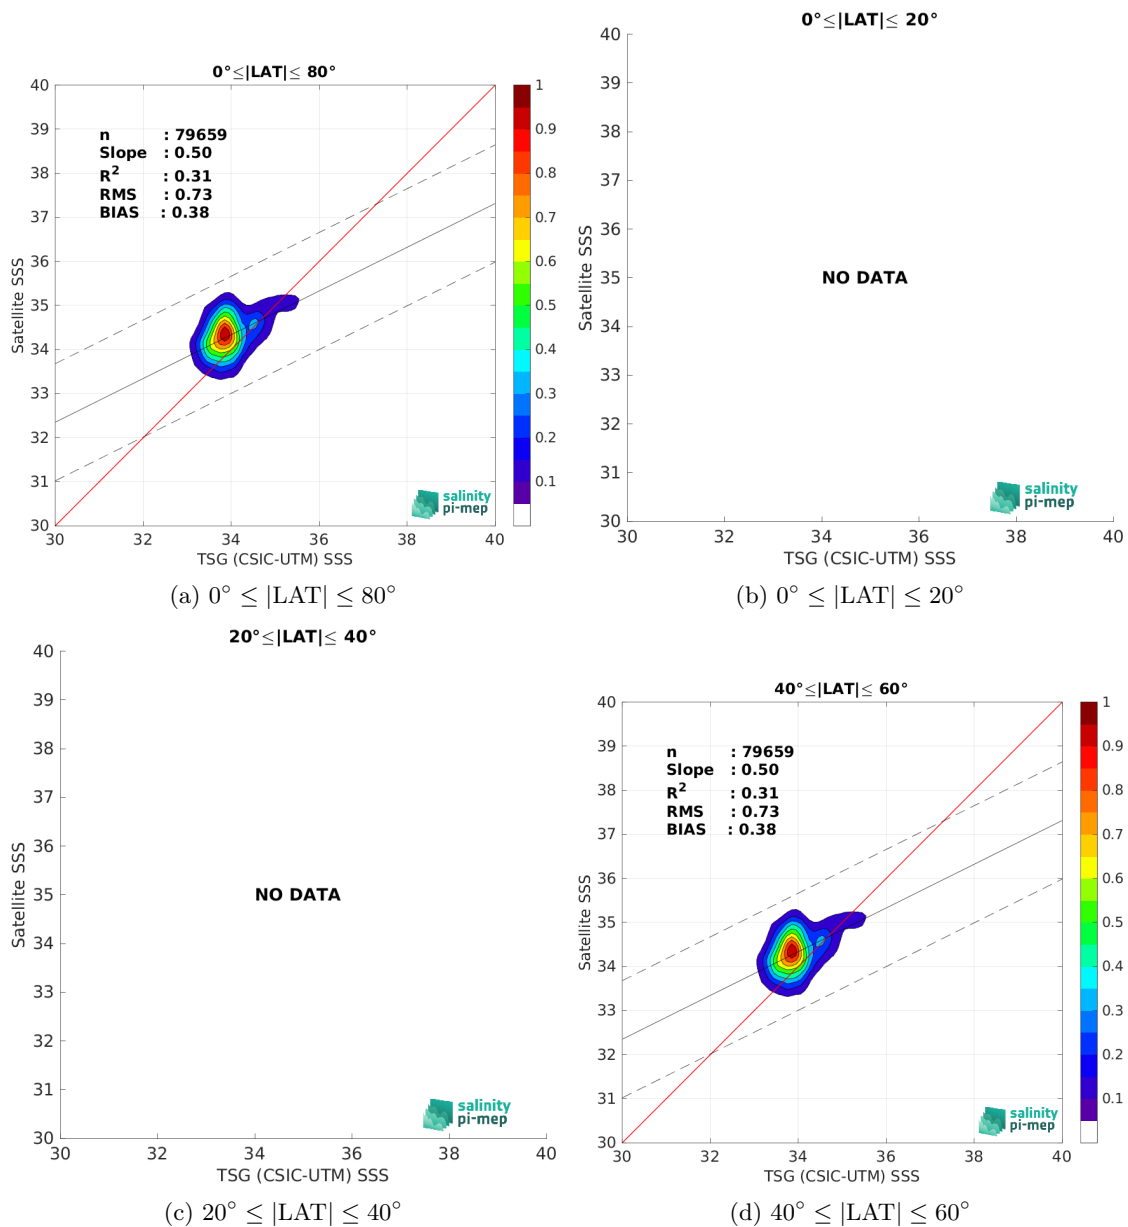 0°≤|LAT|≤ 80°
40
39
38
37
36
35
34
33
32
31
30
Satellite SSS
n : 79659
Slope : 0.50
R² : 0.31
RMS : 0.73
BIAS : 0.38
salinity
pi-mep
30 32 34 36 38 40
TSG (CSIC-UTM) SSS
1
0.9
0.8
0.7
0.6
0.5
0.4
0.3
0.2
0.1
(a) 0° ≤ |LAT| ≤ 80°
0°≤|LAT|≤ 20°
40
39
38
37
36
35
34
33
32
31
30
Satellite SSS
NO DATA
salinity
pi-mep
30 32 34 36 38 40
TSG (CSIC-UTM) SSS
(b) 0° ≤ |LAT| ≤ 20°
20°≤|LAT|≤ 40°
40
39
38
37
36
35
34
33
32
31
30
Satellite SSS
NO DATA
salinity
pi-mep
30 32 34 36 38 40
TSG (CSIC-UTM) SSS
(c) 20° ≤ |LAT| ≤ 40°
40°≤|LAT|≤ 60°
40
39
38
37
36
35
34
33
32
31
30
Satellite SSS
n : 79659
Slope : 0.50
R² : 0.31
RMS : 0.73
BIAS : 0.38
salinity
pi-mep
30 32 34 36 38 40
TSG (CSIC-UTM) SSS
1
0.9
0.8
0.7
0.6
0.5
0.4
0.3
0.2
0.1
(d) 40° ≤ |LAT| ≤ 60°